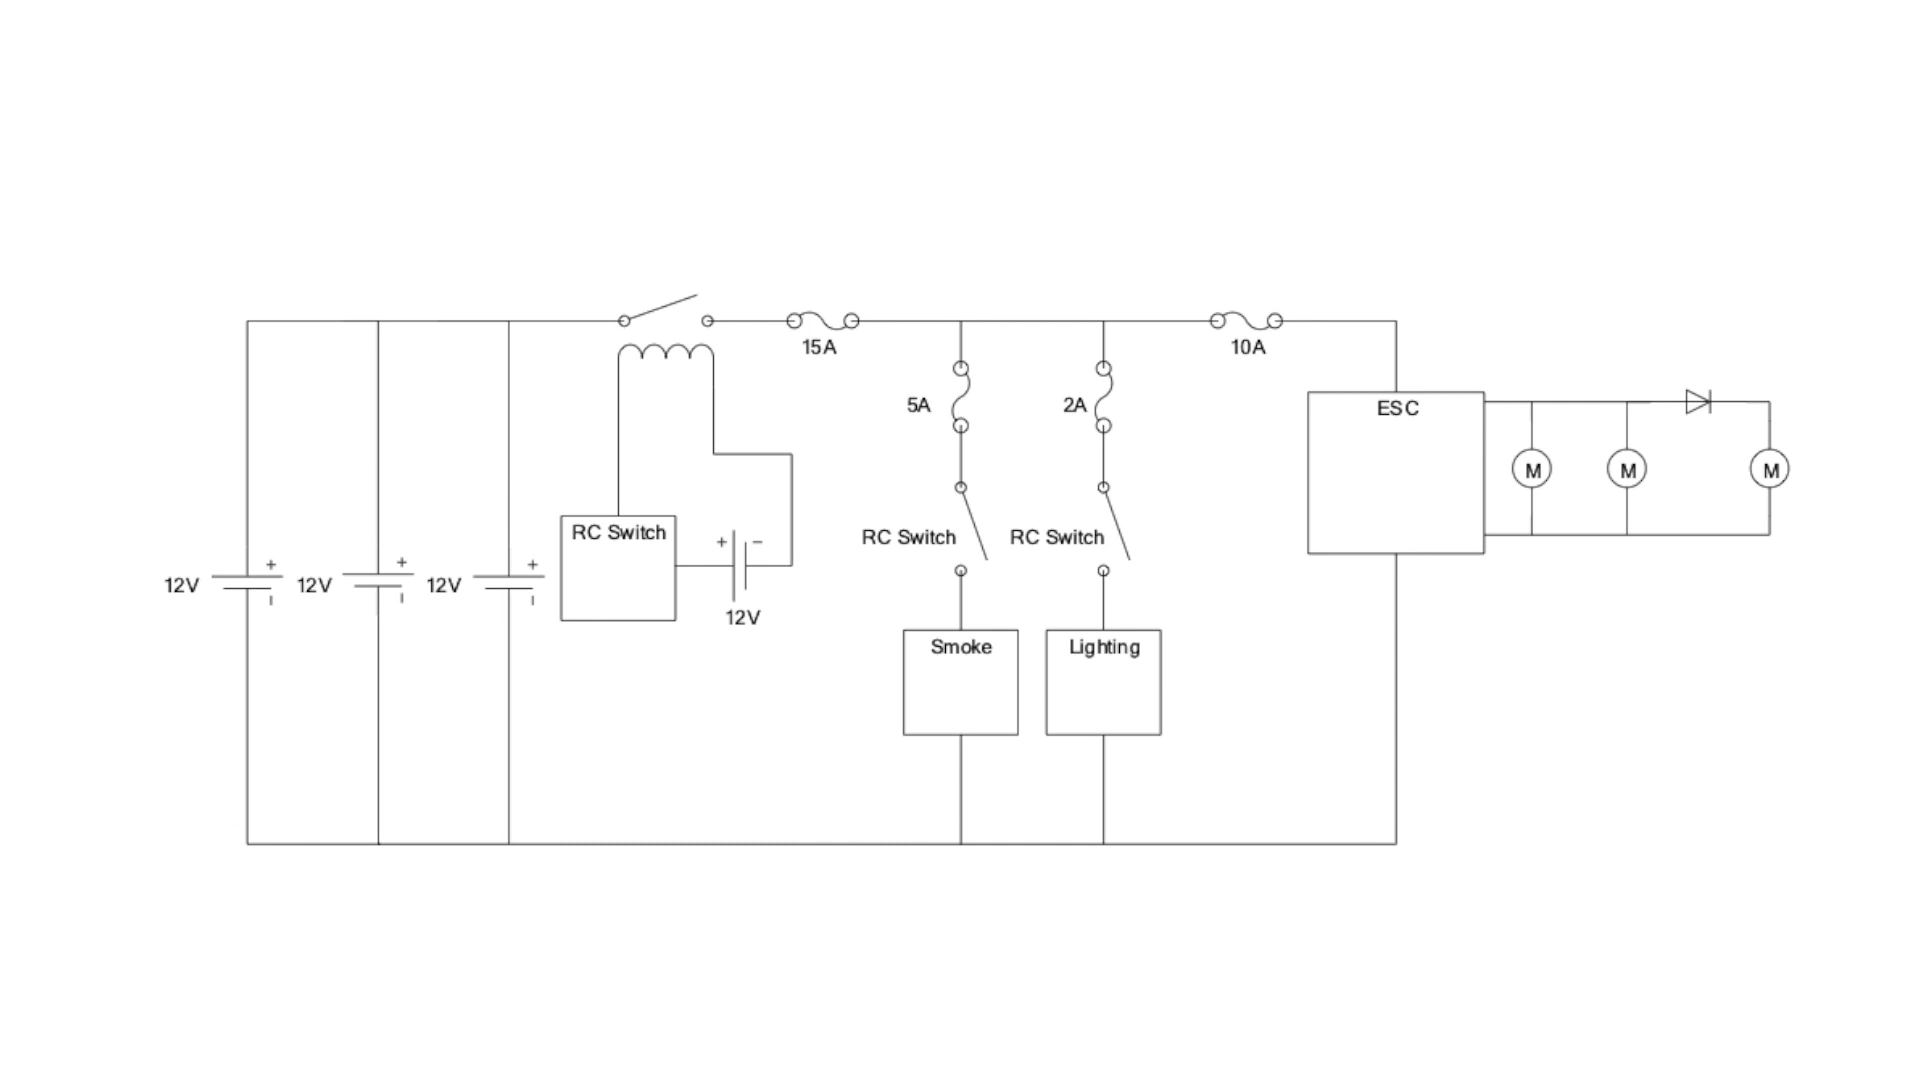 15A
10A
5A
2A
ESC
M
M
M
RC Switch
RC Switch
RC Switch
+
-
+
-
+
-
+
-
12V
12V
12V
12V
Smoke
Lighting